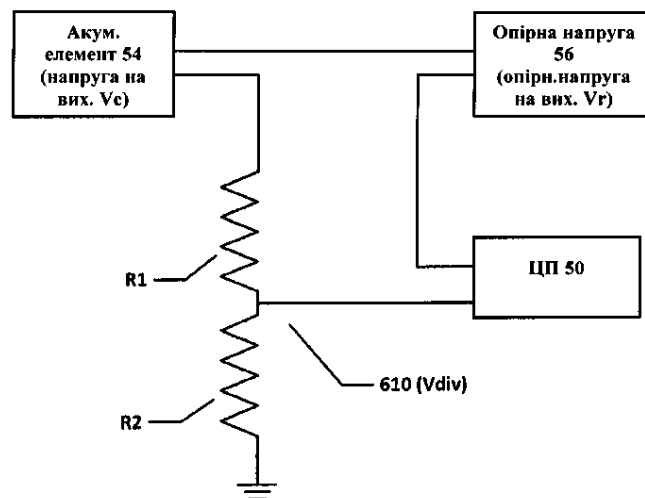 Акум.
елемент 54
(напруга на
вих. Vc)
Опірна напруга
56
(опірн.напруга
на вих. Vr)
ЦП 50
R1
610 (Vdiv)
R2